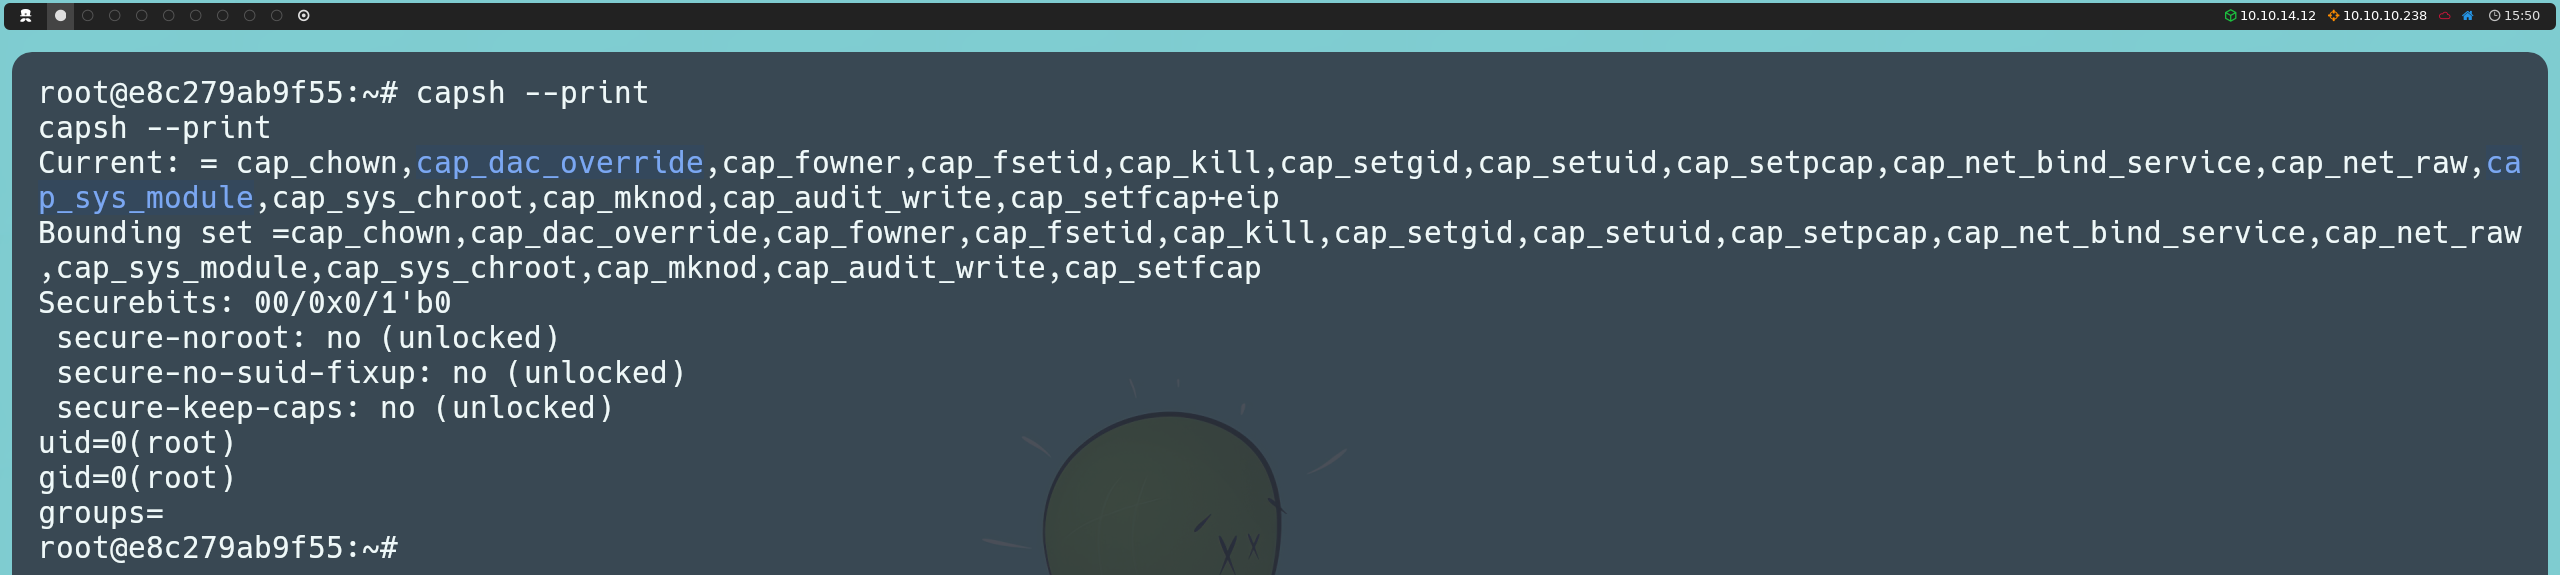 10.10.14.12 10.10.10.238 15:50
root@e8c279ab9f55:~# capsh --print
capsh --print
Current: = cap_chown,cap_dac_override,cap_fowner,cap_fsetid,cap_kill,cap_setgid,cap_setuid,cap_setpcap,cap_net_bind_service,cap_net_raw,ca
p_sys_module,cap_sys_chroot,cap_mknod,cap_audit_write,cap_setfcap+eip
Bounding set =cap_chown,cap_dac_override,cap_fowner,cap_fsetid,cap_kill,cap_setgid,cap_setuid,cap_setpcap,cap_net_bind_service,cap_net_raw
,cap_sys_module,cap_sys_chroot,cap_mknod,cap_audit_write,cap_setfcap
Securebits: 00/0x0/1'b0
 secure-noroot: no (unlocked)
 secure-no-suid-fixup: no (unlocked)
 secure-keep-caps: no (unlocked)
uid=0(root)
gid=0(root)
groups=
root@e8c279ab9f55:~#